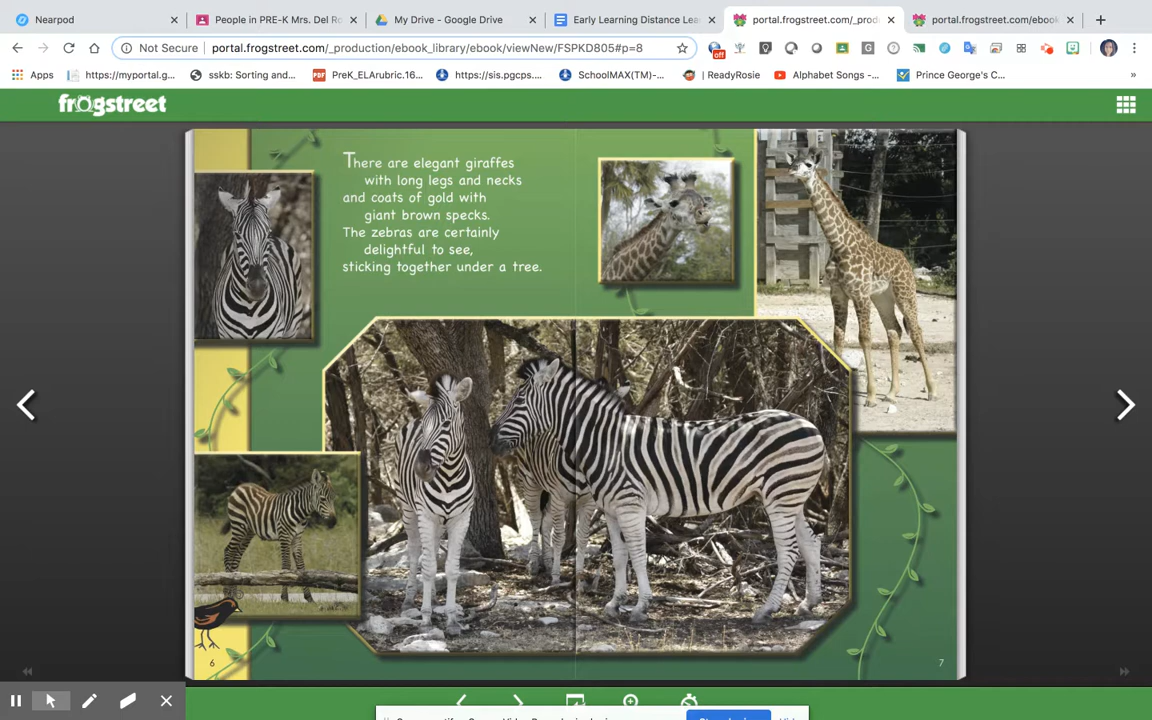 Nearpod
People in PRE-K Mrs. Del Ro
My Drive - Google Drive
Early Learning Distance Lea
portal.frogstreet.com/_produ
portal.frogstreet.com/ebook
Not Secure
portal.frogstreet.com/_production/ebook_library/ebook/viewNew/FSPKD805#p=8
off
Apps
https://myportal.g...
sskb: Sorting and...
PDF
PreK_ELArubric.16...
https://sis.pgcps....
SchoolMAX(TM)-...
| ReadyRosie
Alphabet Songs -...
Prince George's C...
»
frogstreet
There are elegant giraffes
with long legs and necks
and coats of gold with
giant brown specks.
The zebras are certainly
delightful to see,
sticking together under a tree.
6
7